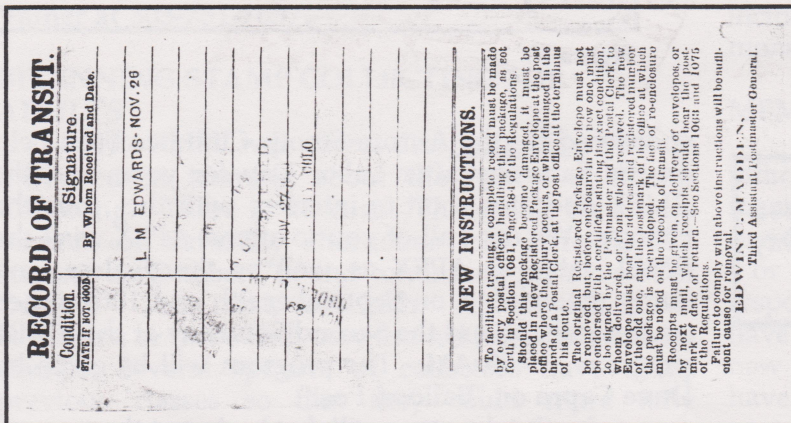 RECORD OF TRANSIT.
Condition.
STATE IF NOT GOOD
Signature.
By Whom Received and Date.
L M EDWARDS-NOV. 26
NEW INSTRUCTIONS.
To facilitate tracing, a complete record must be made
by every postal officer handling this package, as set
forth in Section 1081, Page 384 of the Regulations.
Should this package become damaged, it must be
placed in a new Registered Package Envelope at the post
office where the injury occurs, or when damaged in the
hands of a Postal Clerk, at the post office at the terminus
of his route.
The original Registered Package Envelope must not
be removed, but, before enclosure in the new one, must
be endorsed with a certificate stating its exact condition,
to be signed by the Postmaster and the Postal Clerk, to
whom delivered, or from whom received. The new
Envelope must bear the address and registered number
of the old one, and the postmark of the office at which
the package is re-enveloped. The fact of re-enclosure
must be noted on the records of transit.
Receipts must be given, on delivery of envelopes, or
by next mail, which receipts should bear the post-
mark of date of return.—See Sections 1063 and 1075
of the Regulations.
Failure to comply with above instructions will be suffi-
cient cause for removal.
EDWIN C. MADDEN,
Third Assistant Postmaster General.